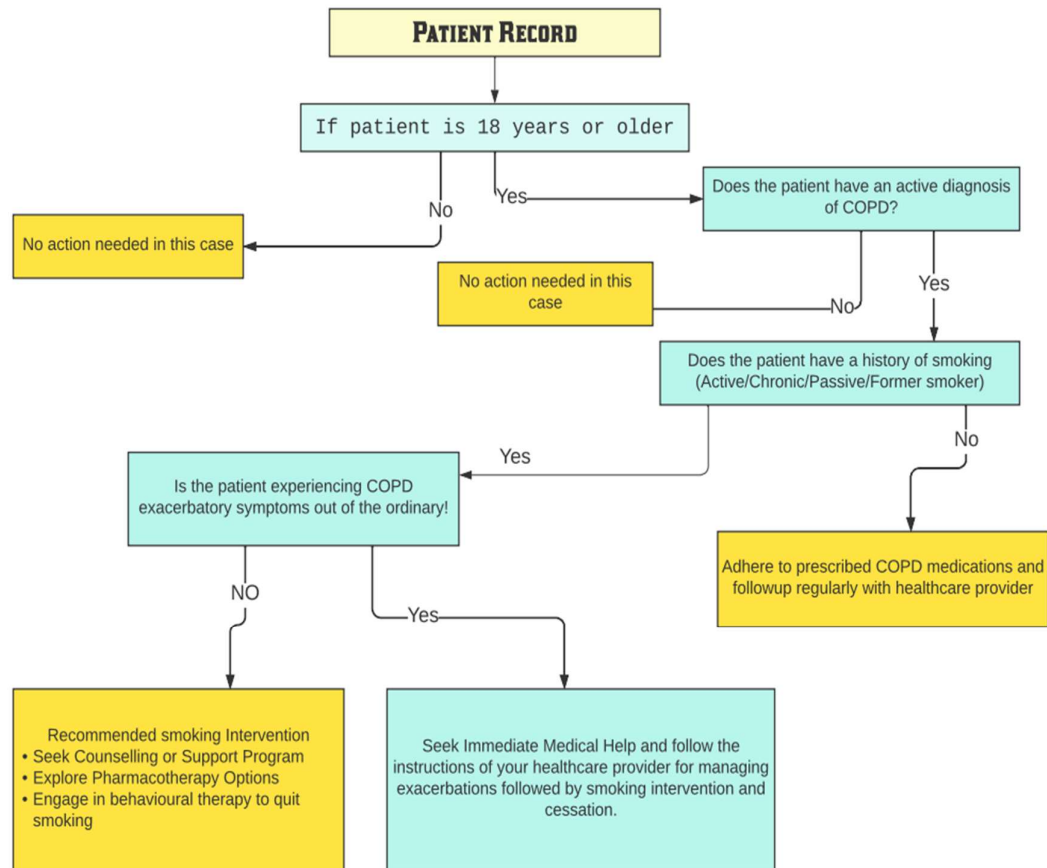 PATIENT RECORD
If patient is 18 years or older
No
Yes
Does the patient have an active diagnosis
of COPD?
No action needed in this case
No action needed in this
case
No
Yes
Does the patient have a history of smoking
(Active/Chronic/Passive/Former smoker)
Yes
No
Is the patient experiencing COPD
exacerbatory symptoms out of the ordinary!
Adhere to prescribed COPD medications and
followup regularly with healthcare provider
NO
Yes
Recommended smoking Intervention
• Seek Counselling or Support Program
• Explore Pharmacotherapy Options
• Engage in behavioural therapy to quit
smoking
Seek Immediate Medical Help and follow the
instructions of your healthcare provider for managing
exacerbations followed by smoking intervention and
cessation.